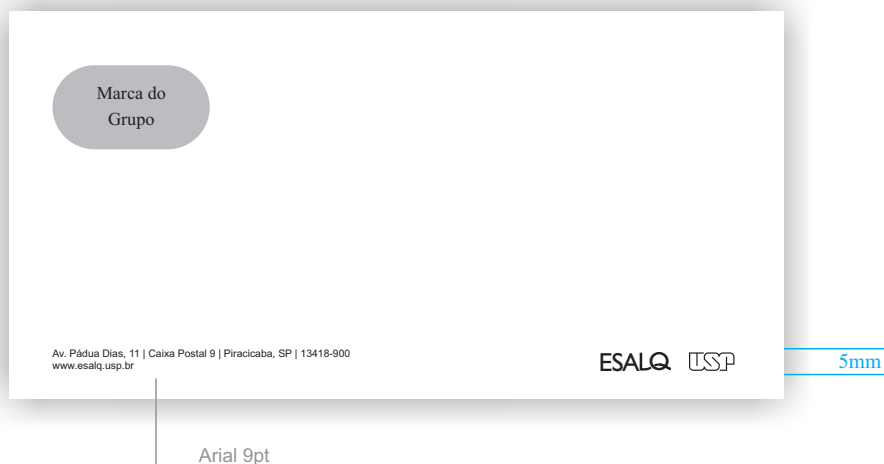 Marca do
Grupo
Av. Pádua Dias, 11 | Caixa Postal 9 | Piracicaba, SP | 13418-900
www.esalq.usp.br
ESALQ USP
5mm
Arial 9pt